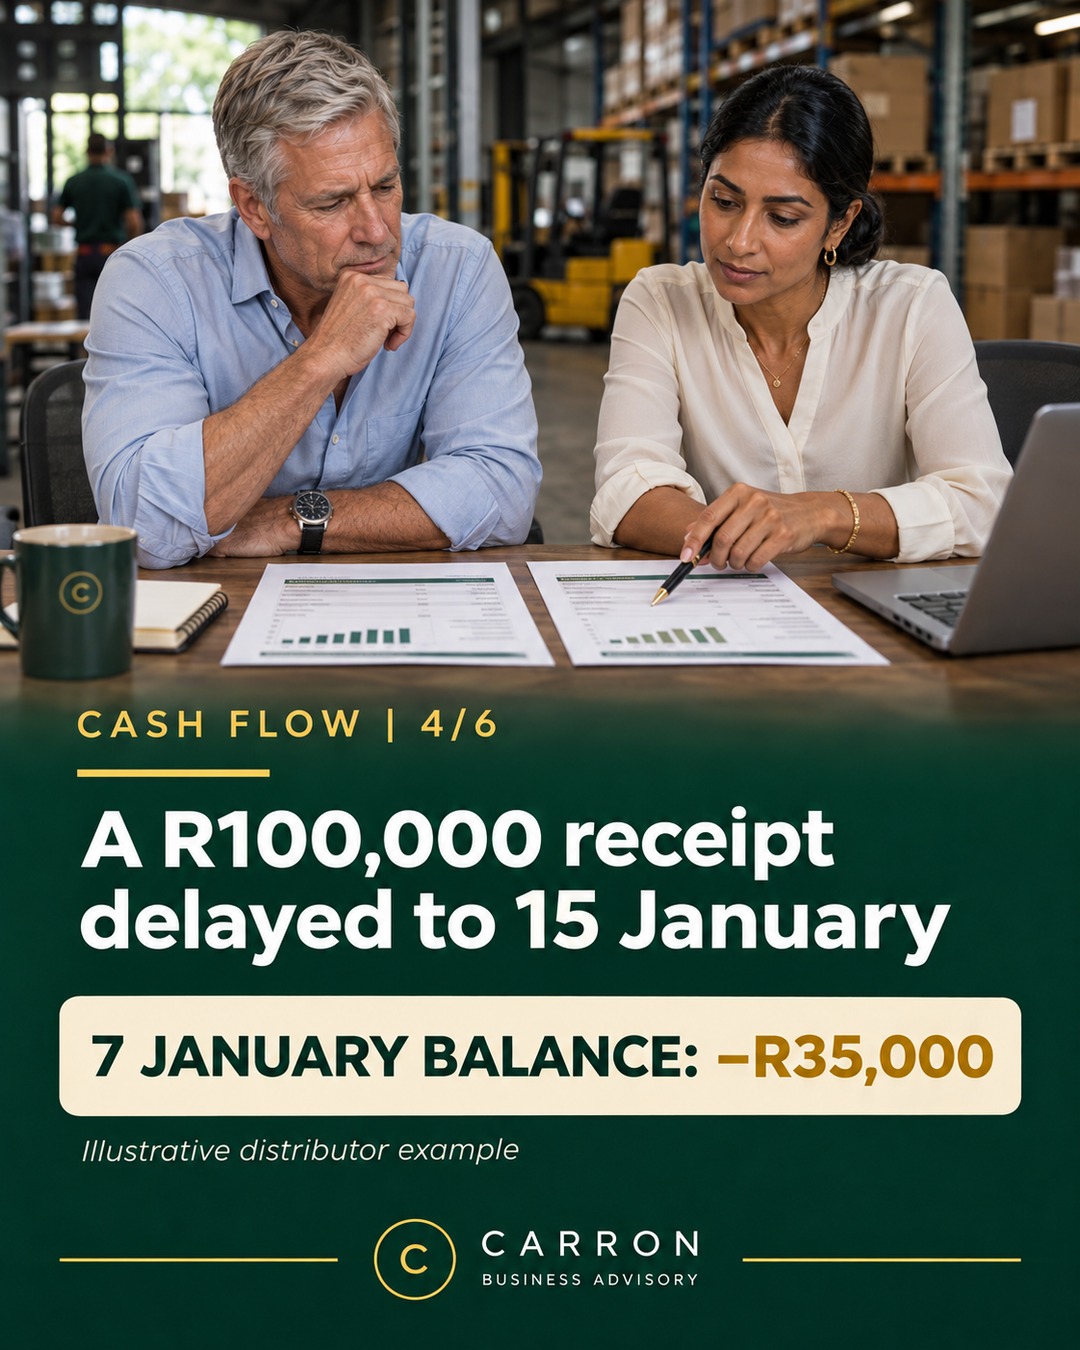 C
CASH FLOW | 4/6
A R100,000 receipt
delayed to 15 January
7 JANUARY BALANCE: –R35,000
Illustrative distributor example
C
CARRON
BUSINESS ADVISORY